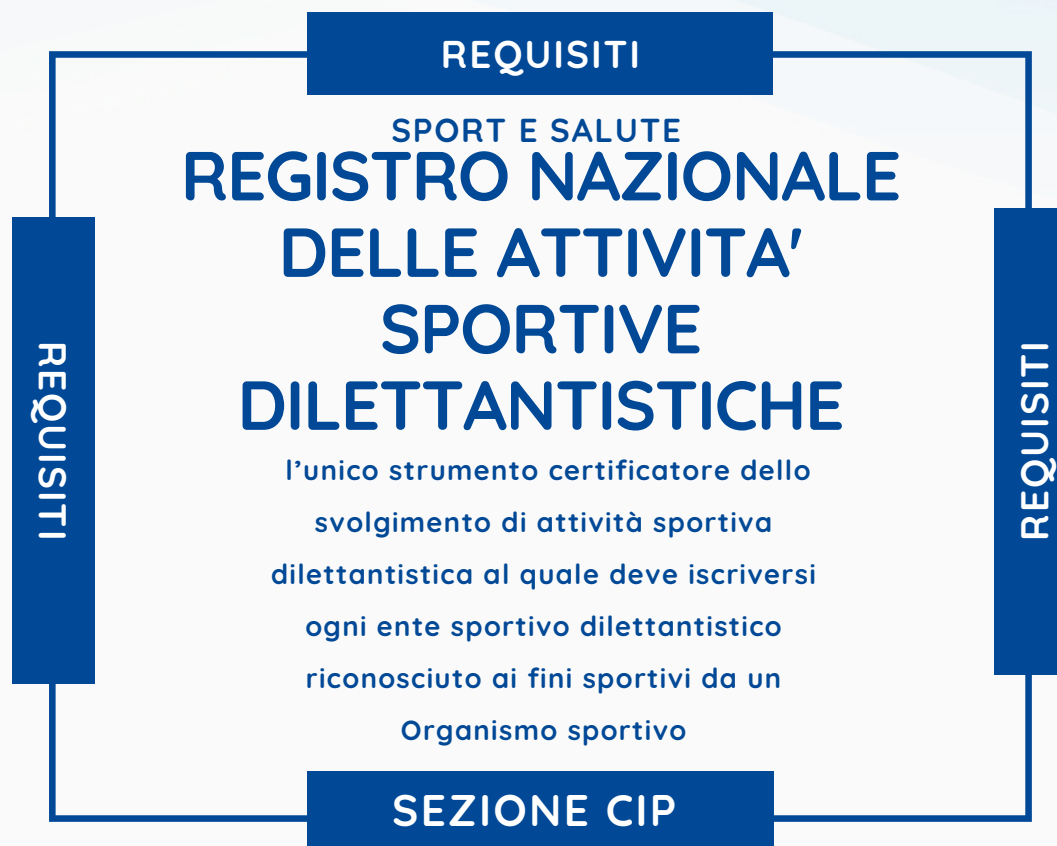 REQUISITI
SPORT E SALUTE
REGISTRO NAZIONALE
DELLE ATTIVITA'
SPORTIVE
DILETTANTISTICHE
REQUISITI
REQUISITI
l’unico strumento certificatore dello
svolgimento di attività sportiva
dilettantistica al quale deve iscriversi
ogni ente sportivo dilettantistico
riconosciuto ai fini sportivi da un
Organismo sportivo
SEZIONE CIP